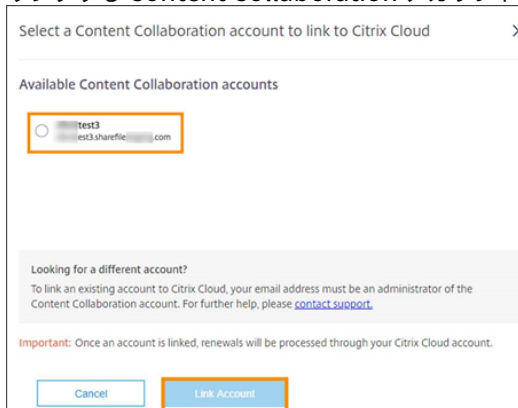 Select a Content Collaboration account to link to Citrix Cloud
Available Content Collaboration accounts
test3
est3.sharefile .com
Looking for a different account?
To link an existing account to Citrix Cloud, your email address must be an administrator of the
Content Collaboration account. For further help, please contact support.
Important: Once an account is linked, renewals will be processed through your Citrix Cloud account.
Cancel Link Account